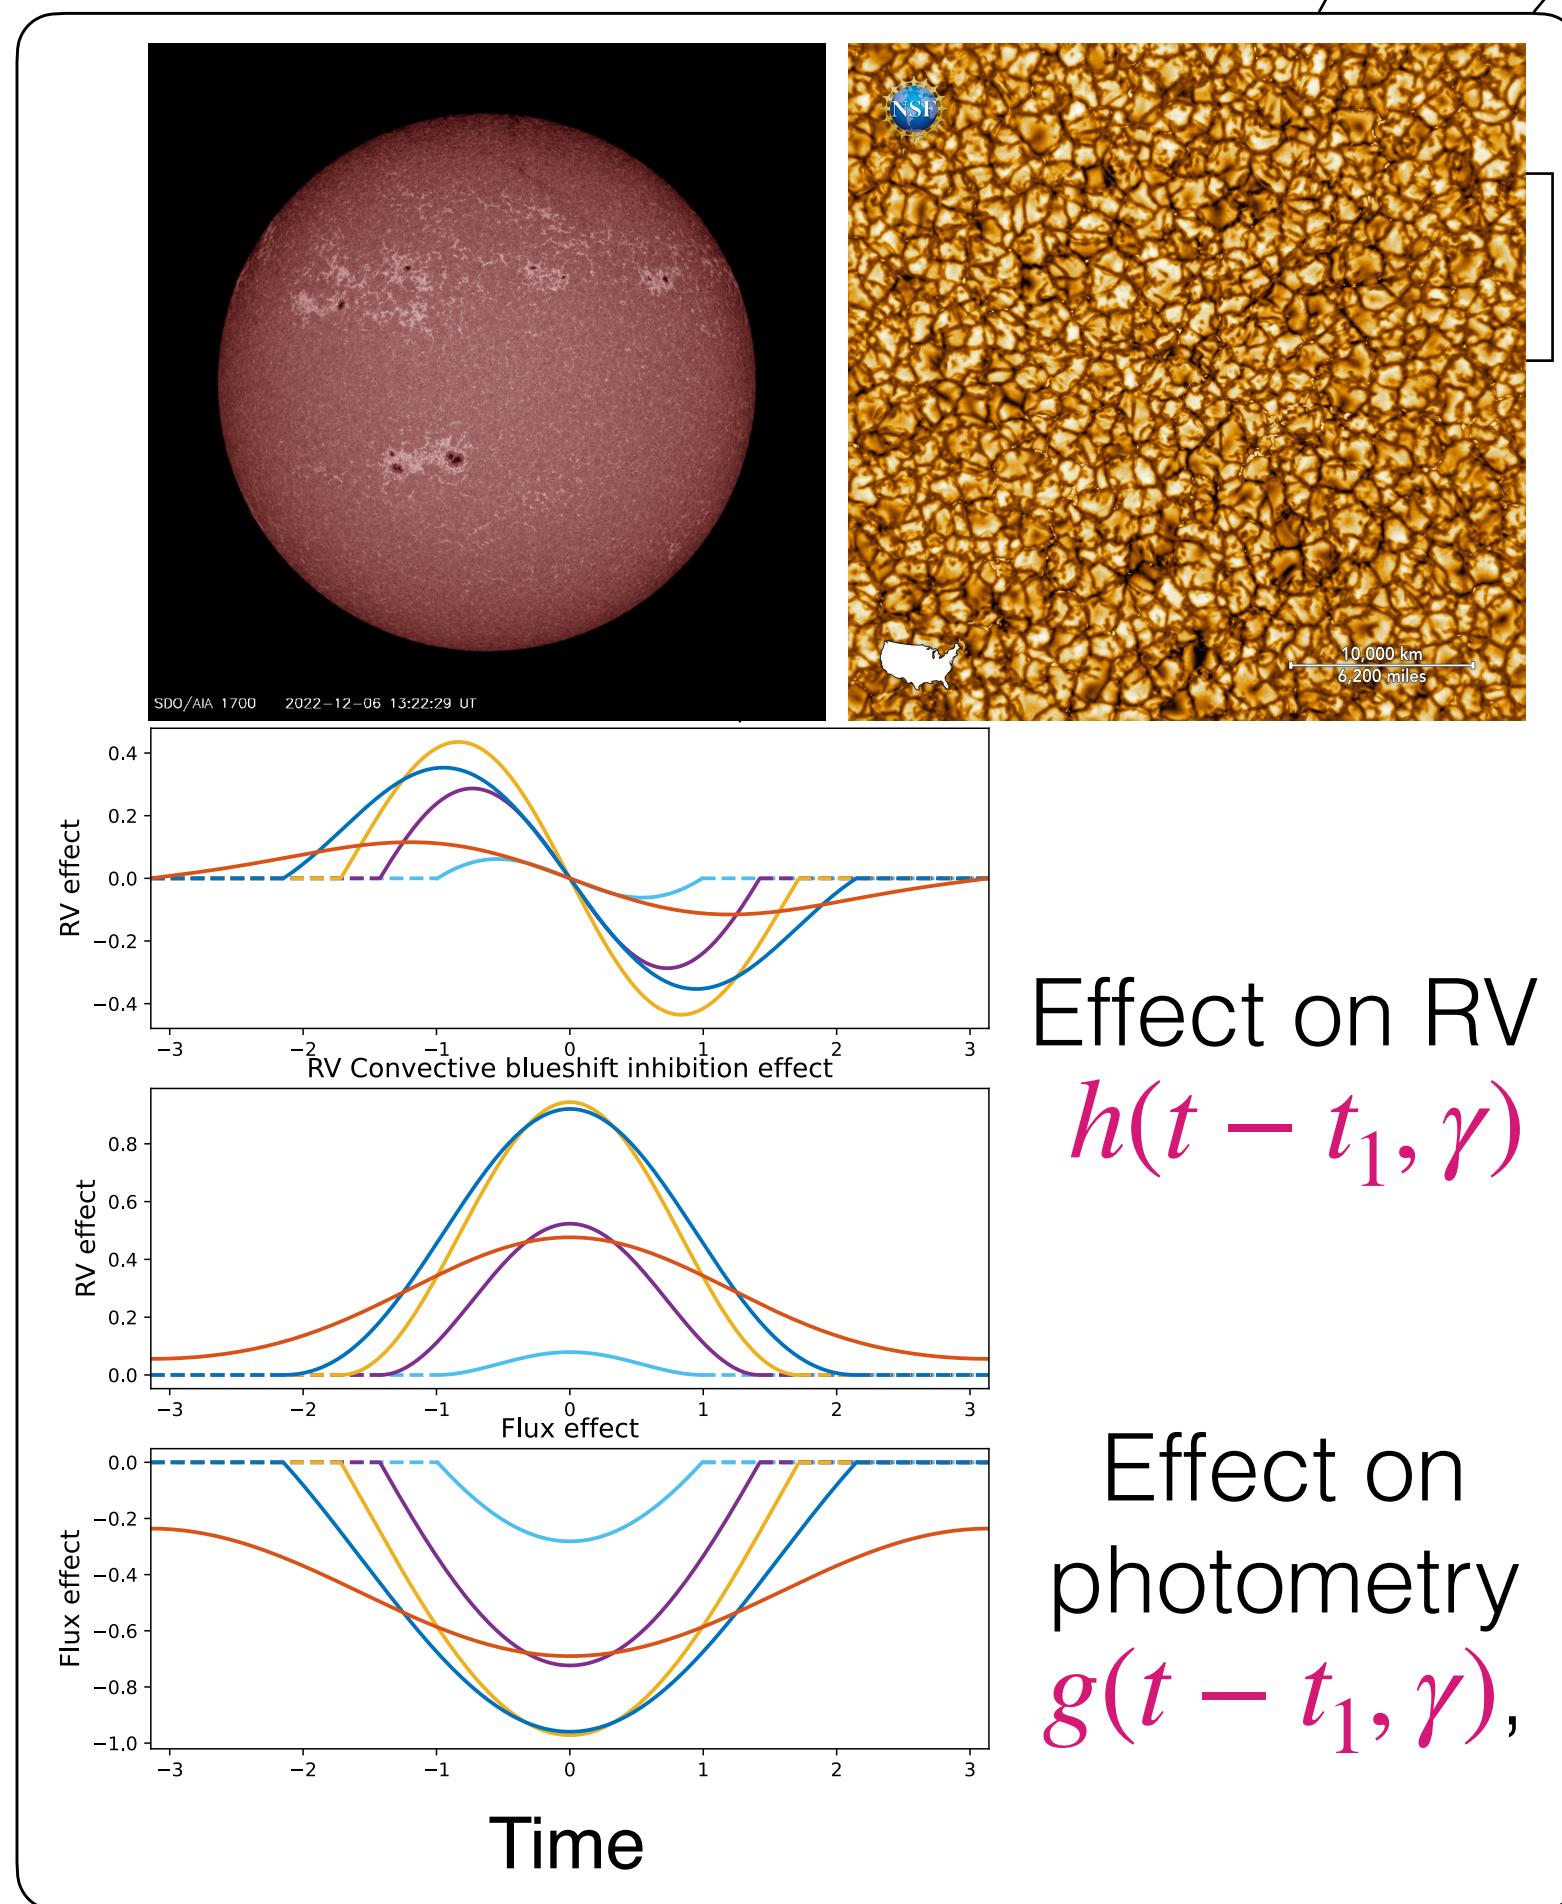 NSF
10,000 km
6,200 miles
SDO/AIA 1700 2022-12-06 13:22:29 UT
0.4
0.2
0.0
−0.2
−0.4
RV effect
−3 −2 −1 0 1 2 3
RV Convective blueshift inhibition effect
0.8
0.6
0.4
0.2
0.0
RV effect
−3 −2 −1 0 1 2 3
Flux effect
0.0
−0.2
−0.4
−0.6
−0.8
−1.0
Flux effect
−3 −2 −1 0 1 2 3
Time
Effect on RV
h(t − t₁, γ)
Effect on
photometry
g(t − t₁, γ),